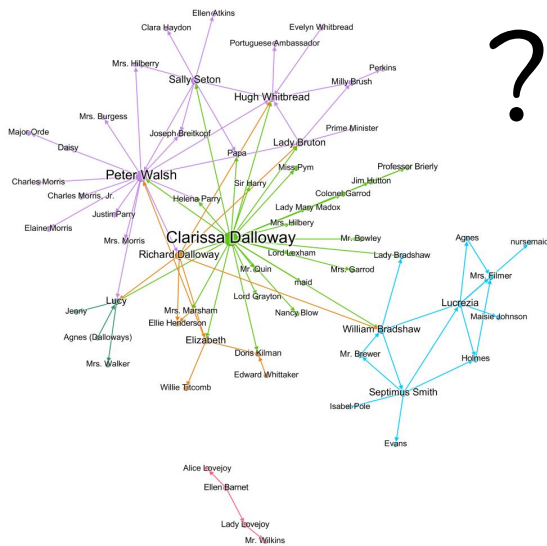 Ellen Atkins
Clara Haydon
Evelyn Whitbread
Portuguese Ambassador
Mrs. Hilberry
Perkins
Sally Seton
Milly Brush
Hugh Whitbread
?
Mrs. Burgess
Major Orde
Joseph Breitkopf
Prime Minister
Daisy
Lady Bruton
Papa
Peter Walsh
Miss Pym
Professor Brierly
Charles Morris
Sir Harry
Jim Hutton
Charles Morris, Jr.
Helena Parry
Colonel Garrod
Justin Parry
Lady Mary Madox
Elaine Morris
Mrs. Hilbery
Mrs. Morris
Clarissa Dalloway
Mr. Bowley
Agnes
nursemaid
Richard Dalloway
Lord Lexham
Lady Bradshaw
Mr. Quin
Mrs. Garrod
Mrs. Filmer
maid
Lord Grayton
Lucy
Lucrezia
Jenny
Mrs. Marsham
Nancy Blow
Maisie Johnson
Ellie Henderson
William Bradshaw
Agnes (Dalloways)
Elizabeth
Doris Kilman
Mr. Brewer
Holmes
Mrs. Walker
Edward Whittaker
Willie Titcomb
Septimus Smith
Isabel Pole
Evans
Alice Lovejoy
Ellen Barnet
Lady Lovejoy
Mr. Wilkins